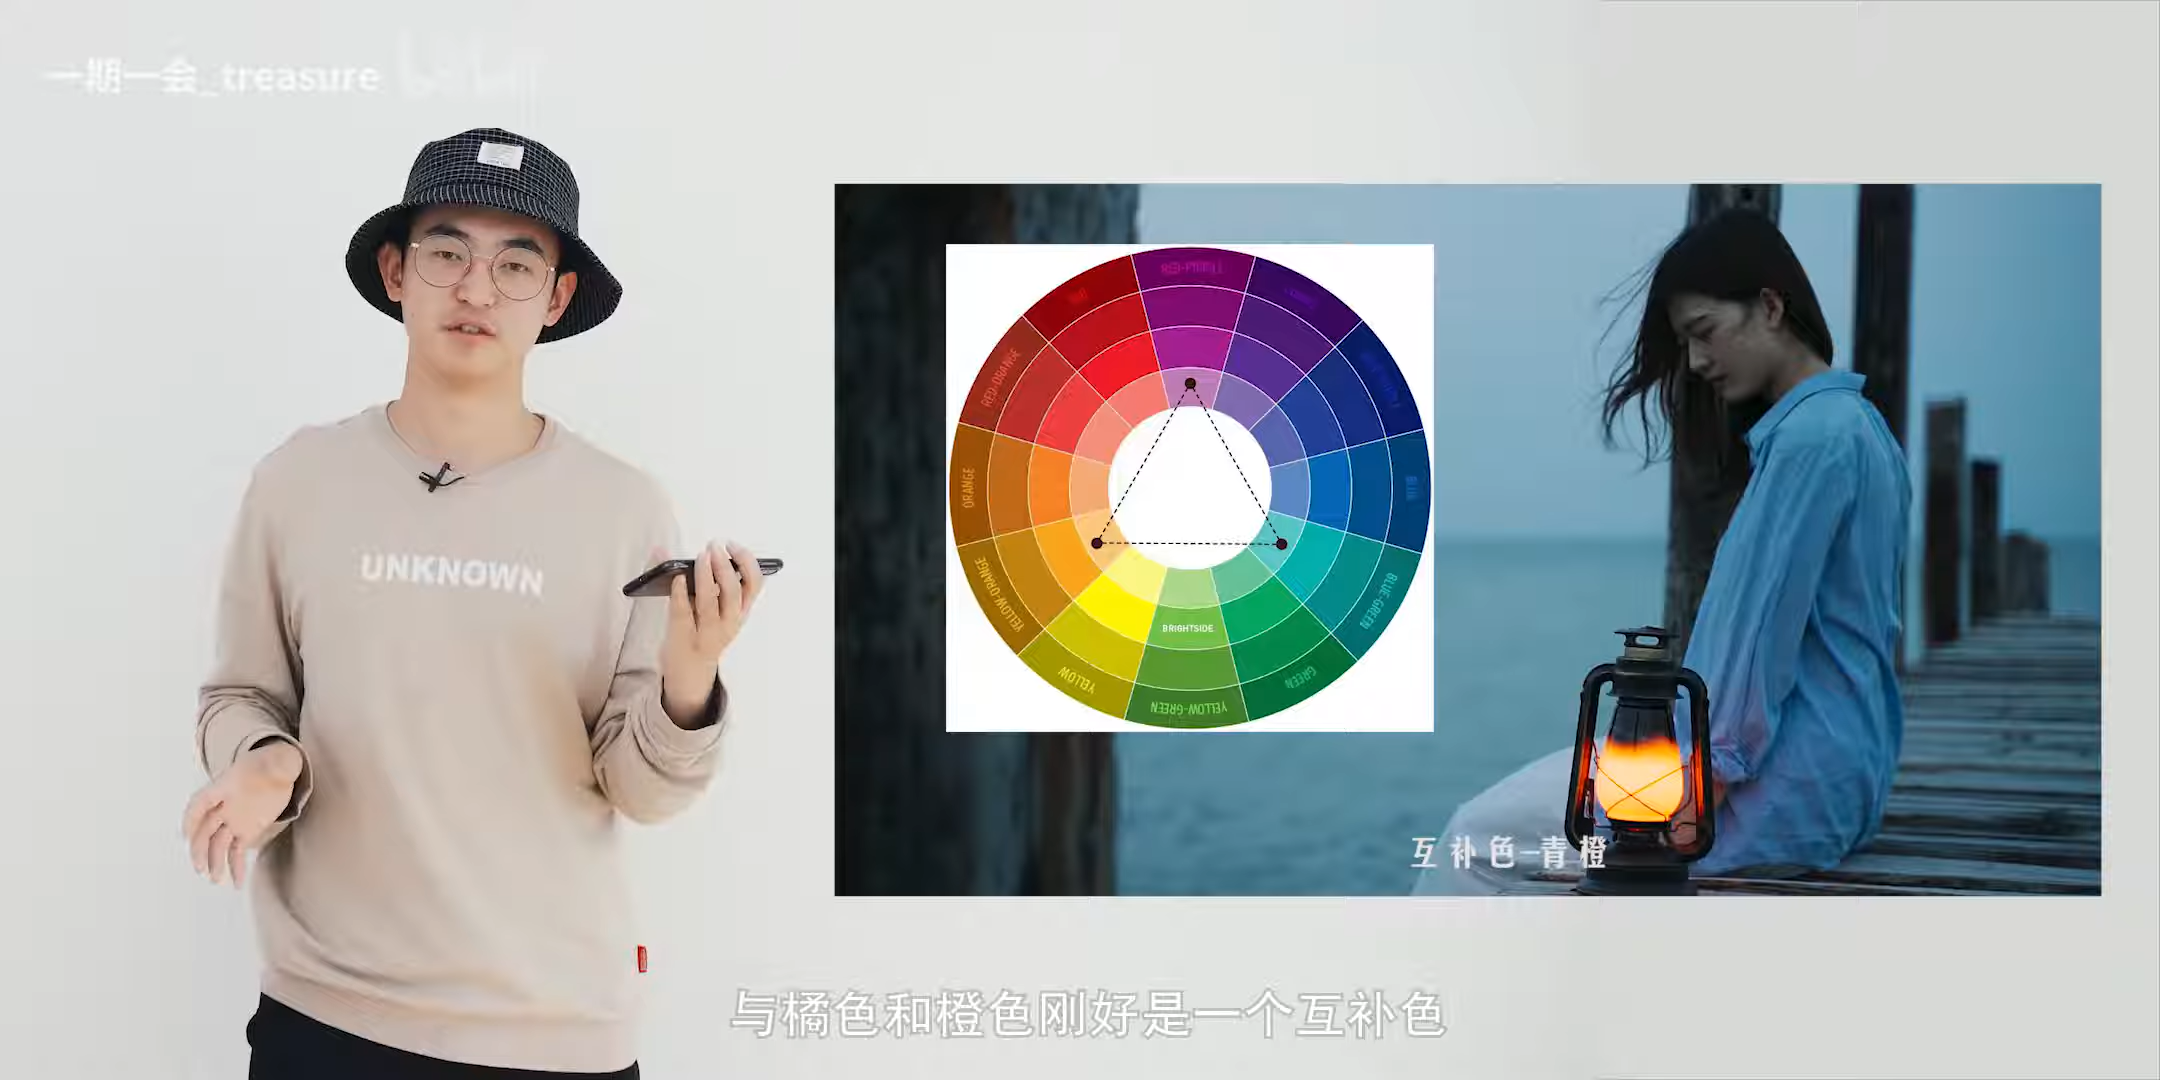 一期一会_treasure
UNKNOWN
RED-PURPLE
RED
RED-ORANGE
ORANGE
YELLOW-ORANGE
YELLOW
YELLOW-GREEN
GREEN
BLUE-GREEN
BLUE
BRIGHTSIDE
互补色—青橙
与橘色和橙色刚好是一个互补色